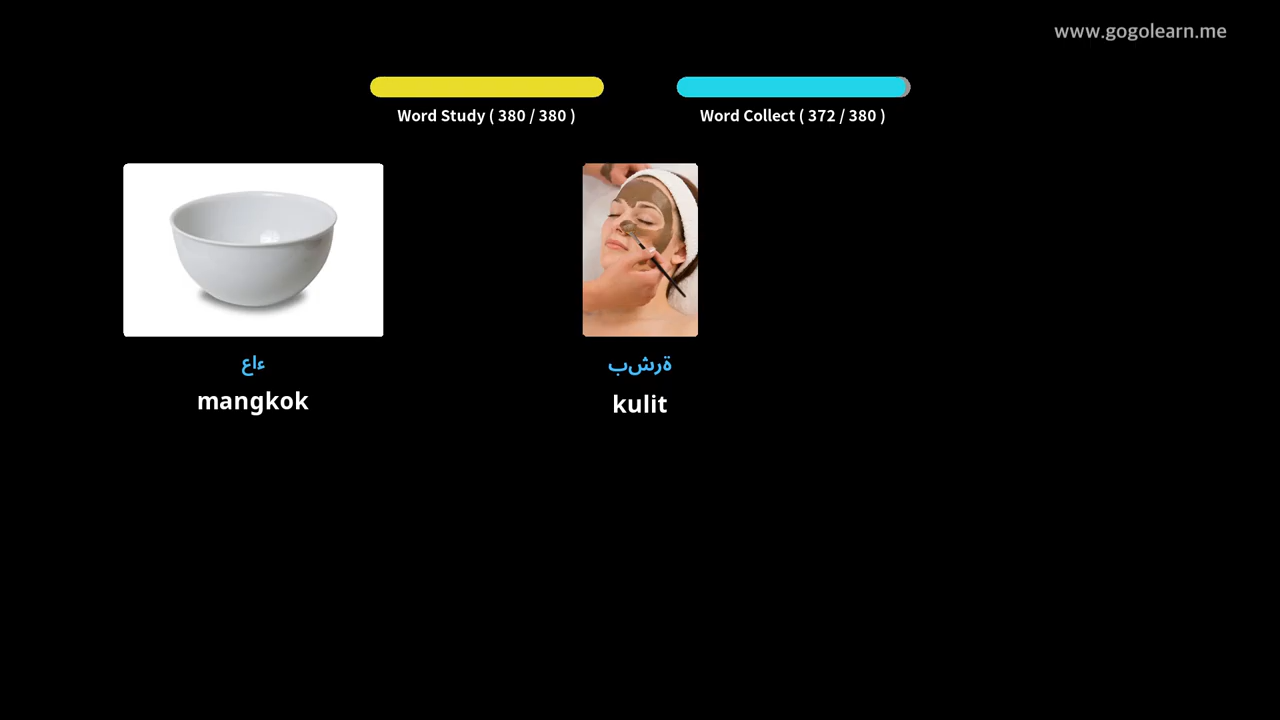 www.gogolearn.me
Word Study ( 380 / 380 )
Word Collect ( 372 / 380 )
ءاع
mangkok
ةرشب
kulit